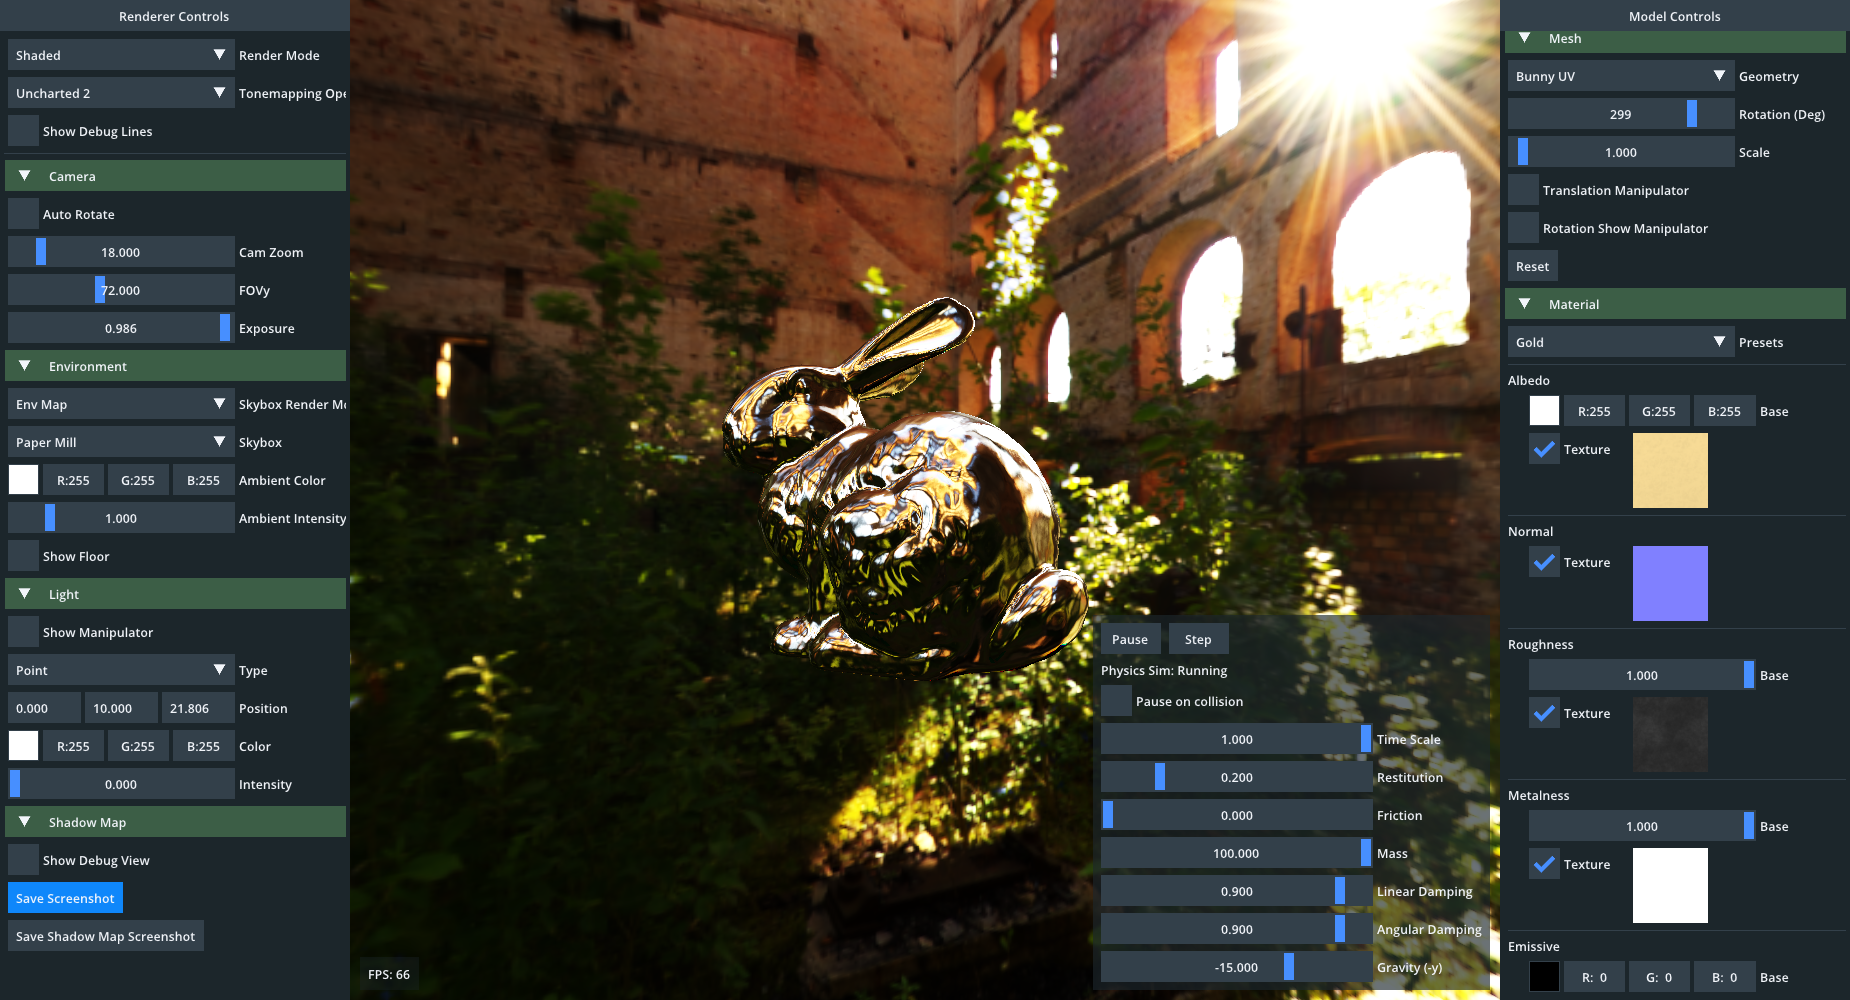 Renderer Controls
Shaded
Render Mode
Uncharted 2
Tonemapping Ope
Show Debug Lines
Camera
Auto Rotate
18.000
Cam Zoom
72.000
FOVy
0.986
Exposure
Environment
Env Map
Skybox Render Mo
Paper Mill
Skybox
R:255 G:255 B:255 Ambient Color
1.000
Ambient Intensity
Show Floor
Light
Show Manipulator
Point
Type
0.000 10.000 21.806 Position
R:255 G:255 B:255 Color
0.000
Intensity
Shadow Map
Show Debug View
Save Screenshot
Save Shadow Map Screenshot
FPS: 66
Pause Step
Physics Sim: Running
Pause on collision
1.000
Time Scale
0.200
Restitution
0.000
Friction
100.000
Mass
0.900
Linear Damping
0.900
Angular Damping
-15.000
Gravity (-y)
Model Controls
Mesh
Bunny UV
Geometry
299
Rotation (Deg)
1.000
Scale
Translation Manipulator
Rotation Show Manipulator
Reset
Material
Gold
Presets
Albedo
R:255 G:255 B:255 Base
Texture
Normal
Texture
Roughness
1.000
Base
Texture
Metalness
1.000
Base
Texture
Emissive
R: 0 G: 0 B: 0 Base